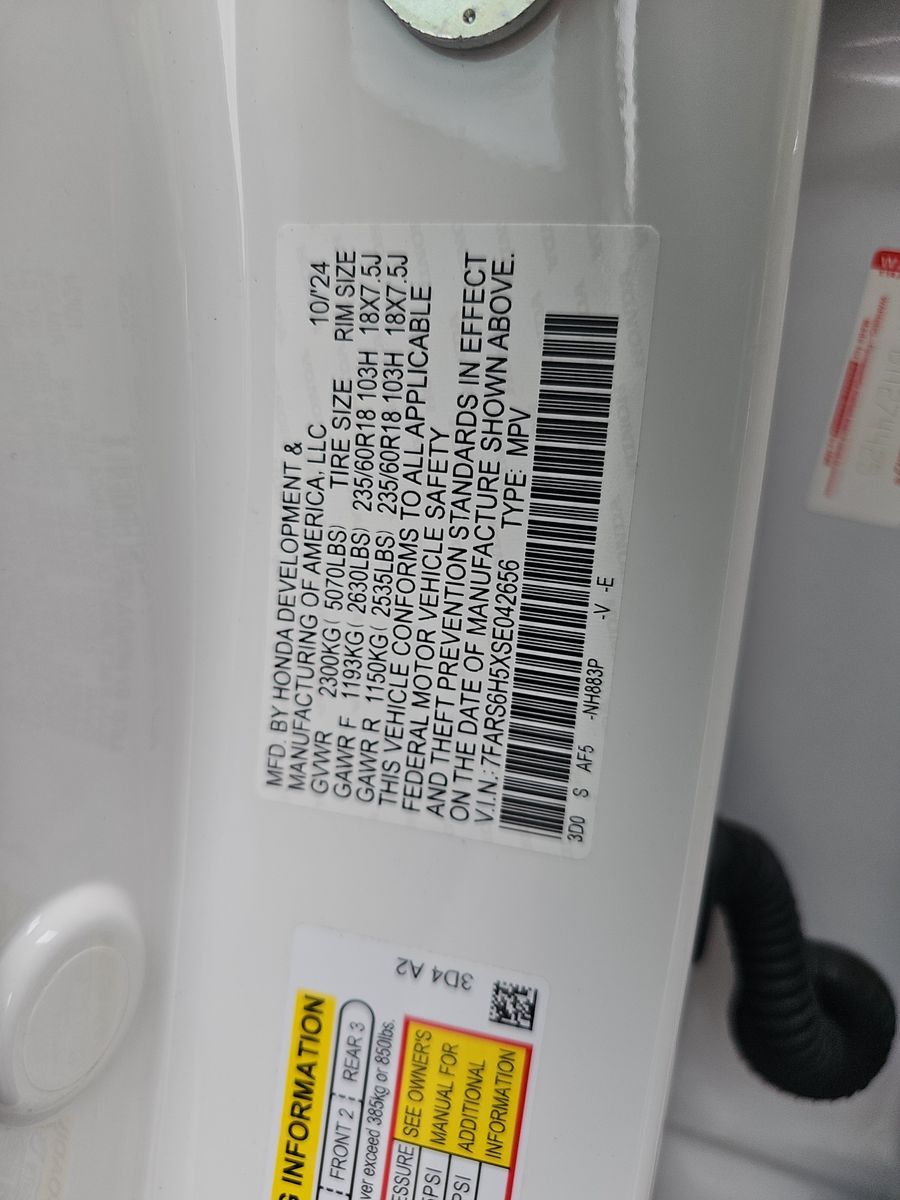 MFD. BY HONDA DEVELOPMENT &
MANUFACTURING OF AMERICA, LLC 10/'24
GVWR 2300KG( 5070LBS) TIRE SIZE RIM SIZE
GAWR F 1193KG( 2630LBS) 235/60R18 103H 18X7.5J
GAWR R 1150KG( 2535LBS) 235/60R18 103H 18X7.5J
THIS VEHICLE CONFORMS TO ALL APPLICABLE
FEDERAL MOTOR VEHICLE SAFETY
AND THEFT PREVENTION STANDARDS IN EFFECT
ON THE DATE OF MANUFACTURE SHOWN ABOVE.
V.I.N.: 7FARS6H5XSE042656 TYPE: MPV
3D0 S AF5 -NH883P -V -E
3D4 A2
INFORMATION
FRONT 2 REAR 3
exceed 385kg or 850lbs.
SEE OWNER'S
MANUAL FOR
ADDITIONAL
INFORMATION
PSI
PSI